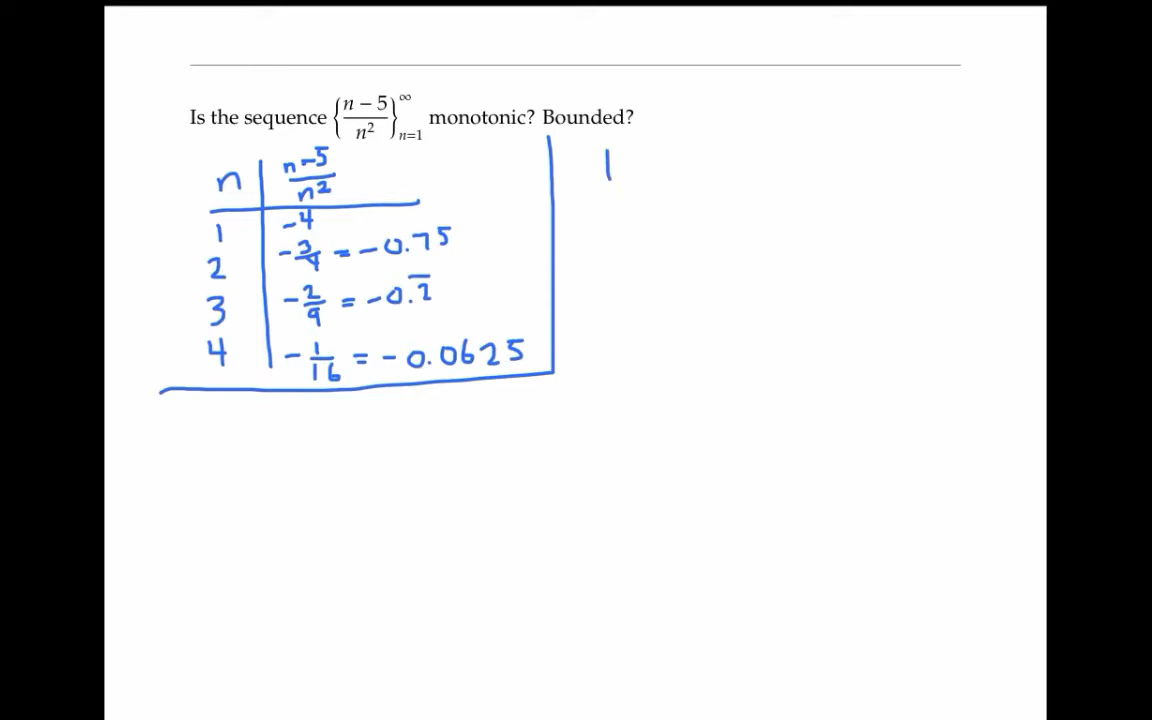 Is the sequence {(n − 5)/n²}∞ n=1 monotonic? Bounded?
n | (n-5)/n²
1 | -4
2 | -3/4 = -0.75
3 | -2/9 = -0.2̅
4 | -1/16 = -0.0625